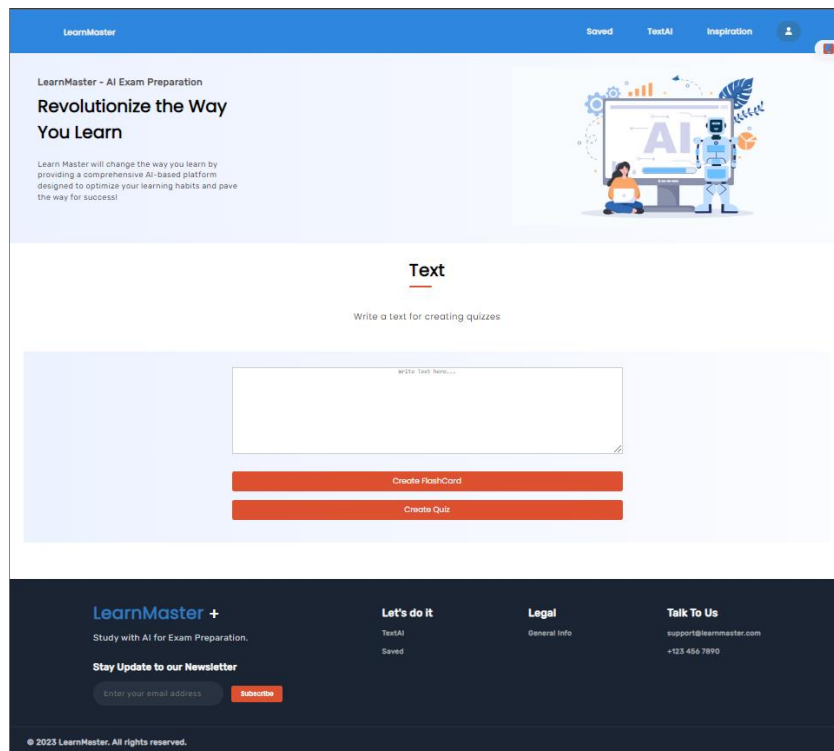 LearnMaster
Saved
TextAI
Inspiration
LearnMaster - AI Exam Preparation
Revolutionize the Way
You Learn
Learn Master will change the way you learn by
providing a comprehensive AI-based platform
designed to optimize your learning habits and pave
the way for success!
AI
Text
Write a text for creating quizzes
Write Text here...
Create FlashCard
Create Quiz
LearnMaster +
Study with AI for Exam Preparation.
Stay Update to our Newsletter
Enter your email address
Subscribe
Let's do it
TextAI
Saved
Legal
General Info
Talk To Us
support@learnmaster.com
+123 456 7890
© 2023 LearnMaster. All rights reserved.